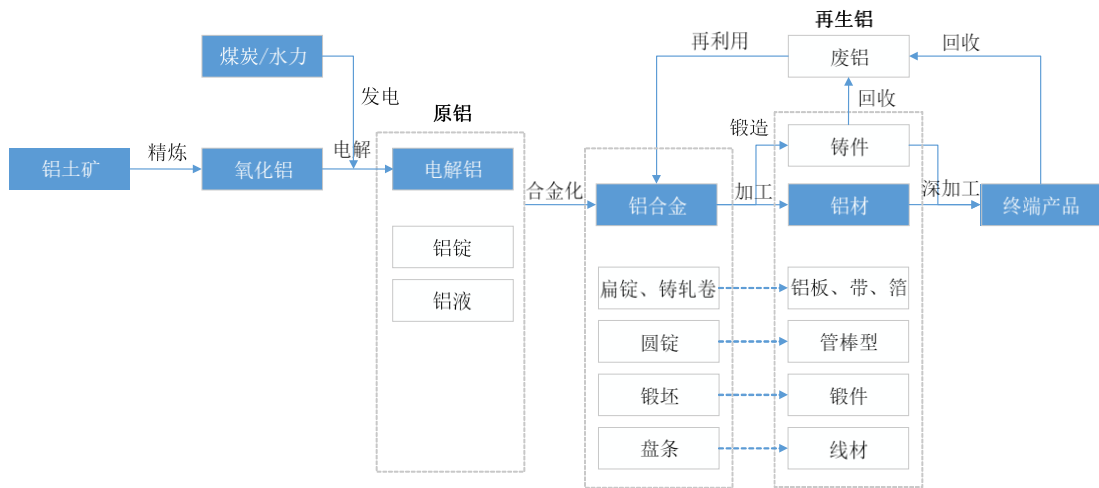 再生铝
煤炭/水力
再利用
废铝
回收
发电
原铝
回收
锻造
铸件
铝土矿
精炼
氧化铝
电解
电解铝
合金化
铝合金
加工
铝材
深加工
终端产品
铝锭
铝液
扁锭、铸轧卷
铝板、带、箔
圆锭
管棒型
锻坯
锻件
盘条
线材